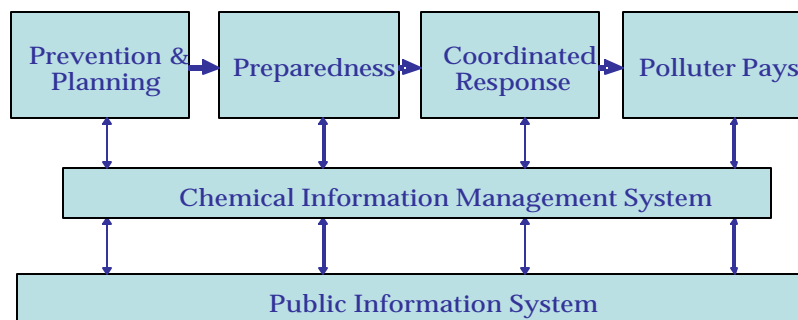 Prevention &
Planning
Preparedness
Coordinated
Response
Polluter Pays
Chemical Information Management System
Public Information System